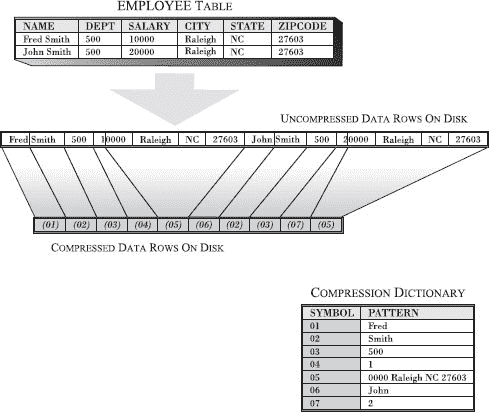 EMPLOYEE TABLE
NAME DEPT SALARY CITY STATE ZIPCODE
Fred Smith 500 10000 Raleigh NC 27603
John Smith 500 20000 Raleigh NC 27603
UNCOMPRESSED DATA ROWS ON DISK
Fred Smith 500 10000 Raleigh NC 27603 John Smith 500 20000 Raleigh NC 27603
(01) (02) (03) (04) (05) (06) (02) (03) (07) (05)
COMPRESSED DATA ROWS ON DISK
COMPRESSION DICTIONARY
SYMBOL PATTERN
01 Fred
02 Smith
03 500
04 1
05 0000 Raleigh NC 27603
06 John
07 2